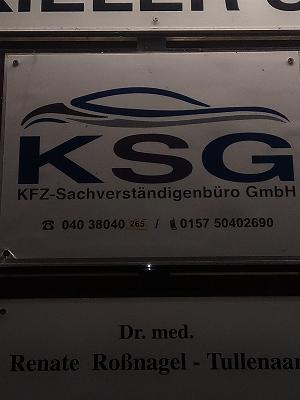 KSG
KFZ-Sachverständigenbüro GmbH
☎ 040 38040 265 / 0157 50402690
Dr. med.
Renate Roßnagel - Tullenaar